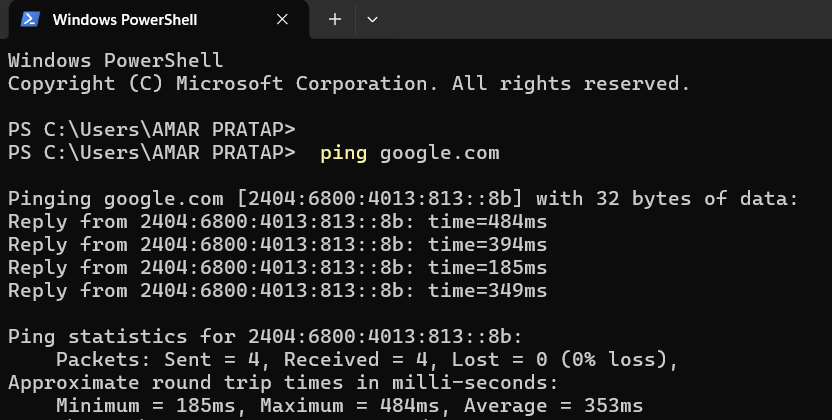 Windows PowerShell
Windows PowerShell
Copyright (C) Microsoft Corporation. All rights reserved.
PS C:\Users\AMAR PRATAP>
PS C:\Users\AMAR PRATAP>  ping google.com
Pinging google.com [2404:6800:4013:813::8b] with 32 bytes of data:
Reply from 2404:6800:4013:813::8b: time=484ms
Reply from 2404:6800:4013:813::8b: time=394ms
Reply from 2404:6800:4013:813::8b: time=185ms
Reply from 2404:6800:4013:813::8b: time=349ms
Ping statistics for 2404:6800:4013:813::8b:
    Packets: Sent = 4, Received = 4, Lost = 0 (0% loss),
Approximate round trip times in milli-seconds:
    Minimum = 185ms, Maximum = 484ms, Average = 353ms